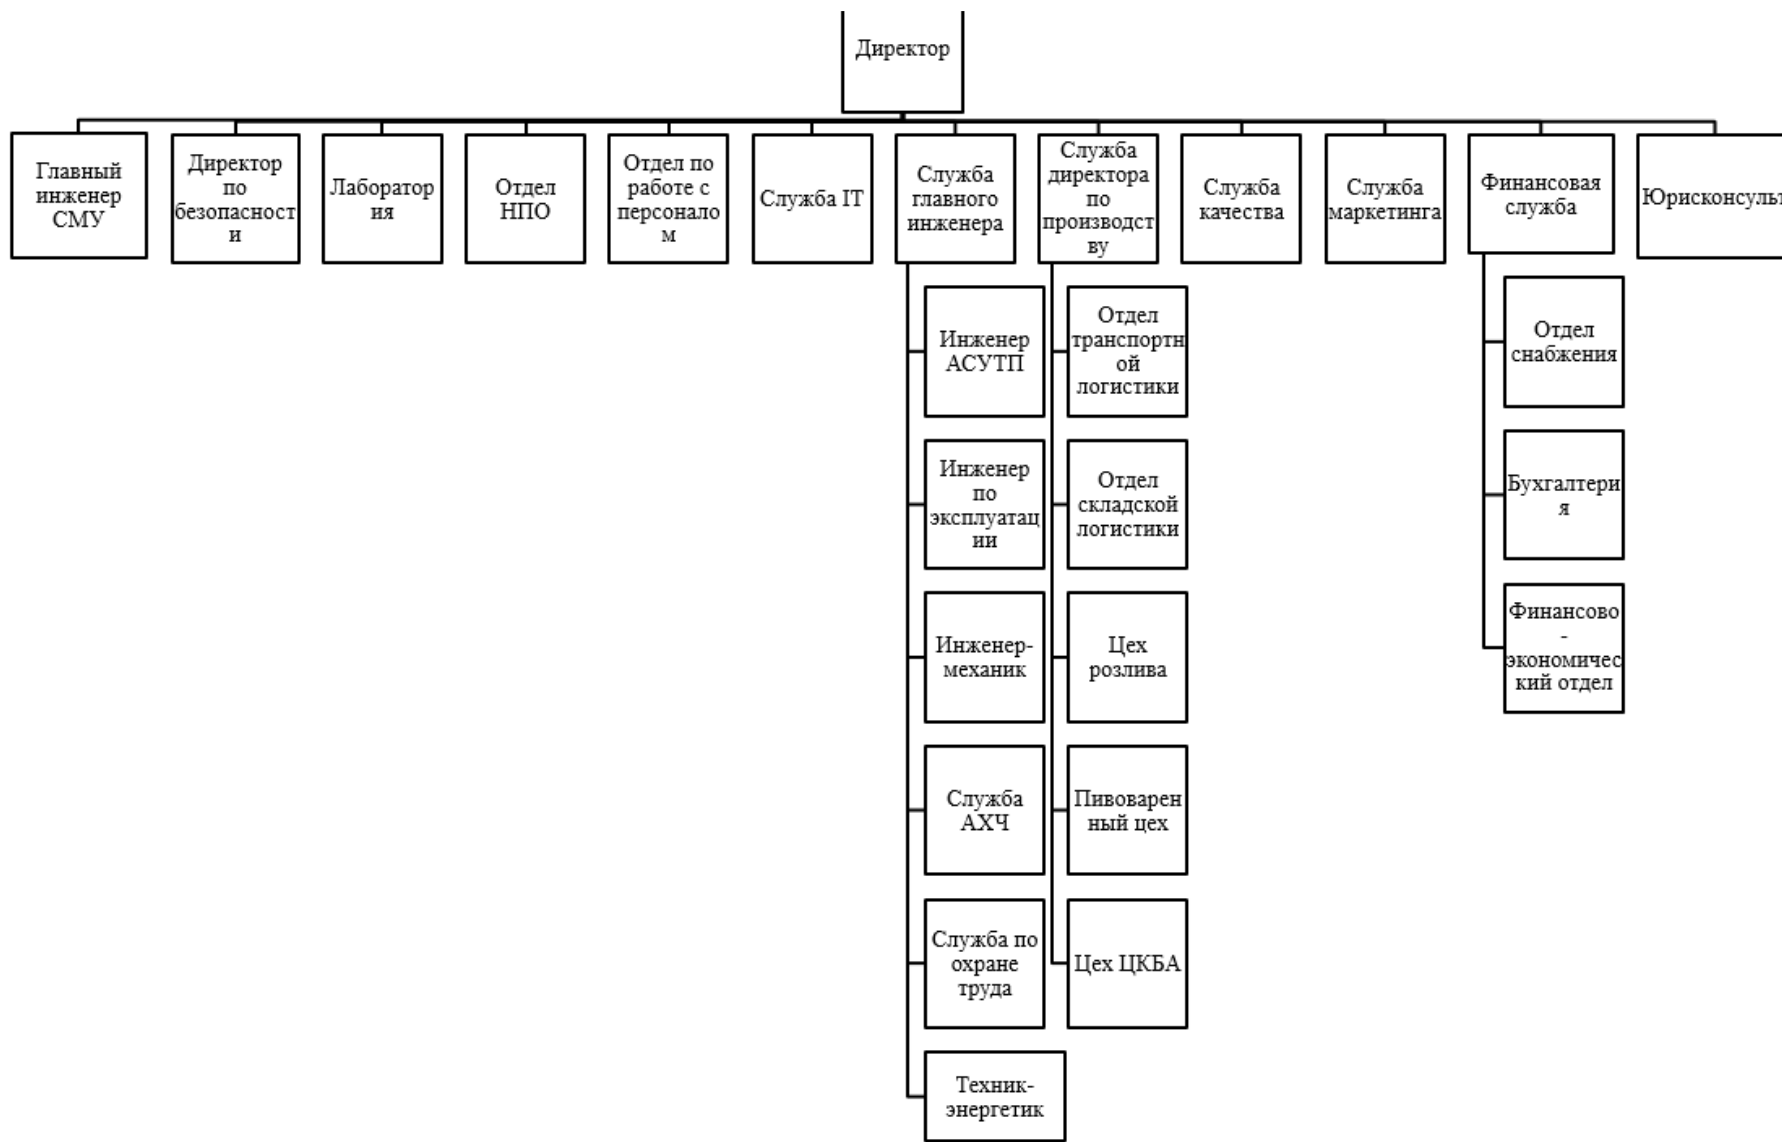 Директор
Главный
инженер
СМУ
Директор
по
безопасност
и
Лаборатор
ия
Отдел
НПО
Отдел по
работе с
персонало
м
Служба IT
Служба
главного
инженера
Служба
директора
по
производст
ву
Служба
качества
Служба
маркетинга
Финансовая
служба
Юрисконсульт
Инженер
АСУТП
Инженер
по
эксплуатац
ии
Инженер-
механик
Служба
АХЧ
Служба по
охране
труда
Техник-
энергетик
Отдел
транспортн
ой
логистики
Отдел
складской
логистики
Цех
розлива
Пивоварен
ный цех
Цех ЦКБА
Отдел
снабжения
Бухгалтери
я
Финансово
-
экономичес
кий отдел